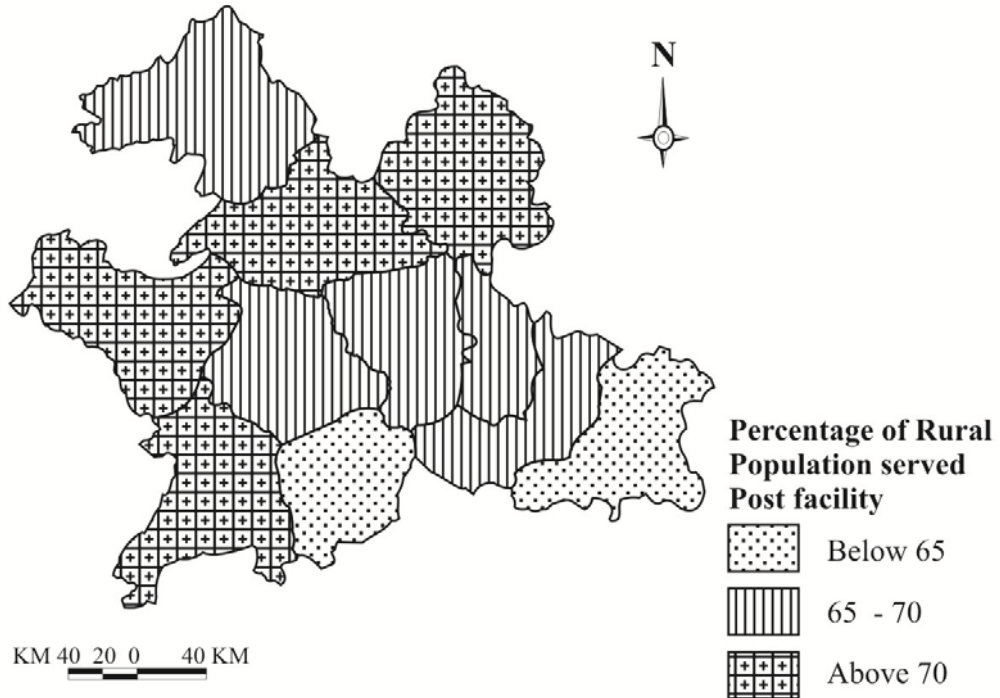 N
Percentage of Rural
Population served
Post facility
Below 65
65 - 70
Above 70
KM 40 20 0 40 KM